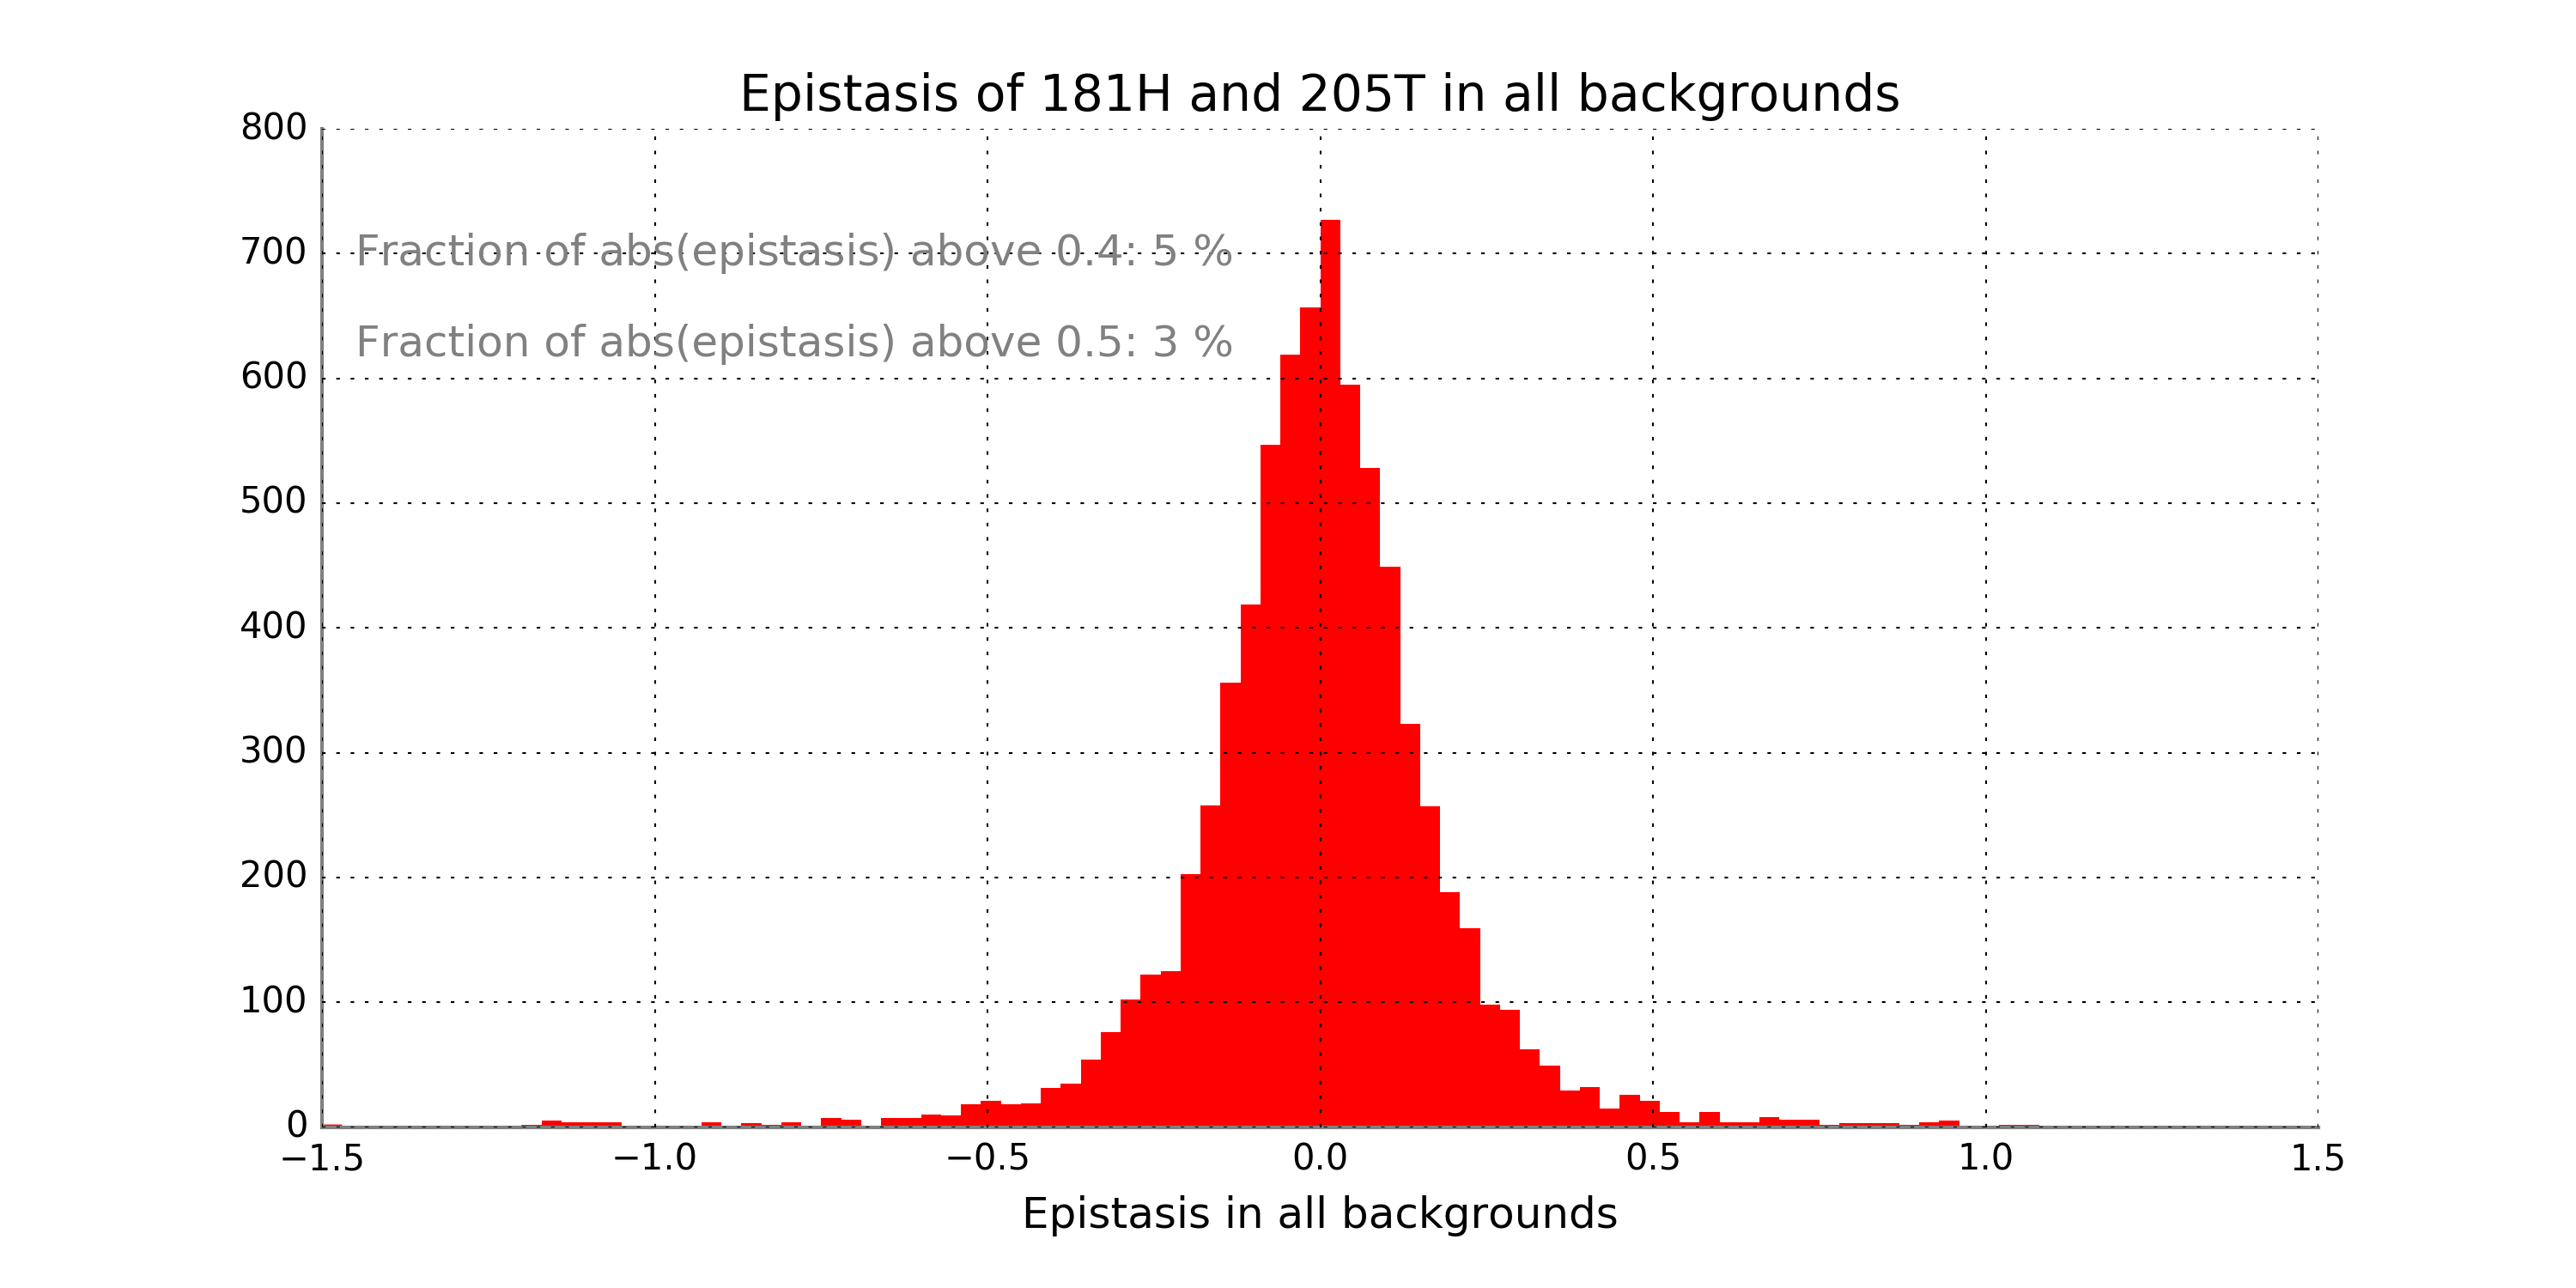 Epistasis of 181H and 205T in all backgrounds
800
700
600
500
400
300
200
100
0
Fraction of abs(epistasis) above 0.4: 5 %
Fraction of abs(epistasis) above 0.5: 3 %
−1.5 −1.0 −0.5 0.0 0.5 1.0 1.5
Epistasis in all backgrounds